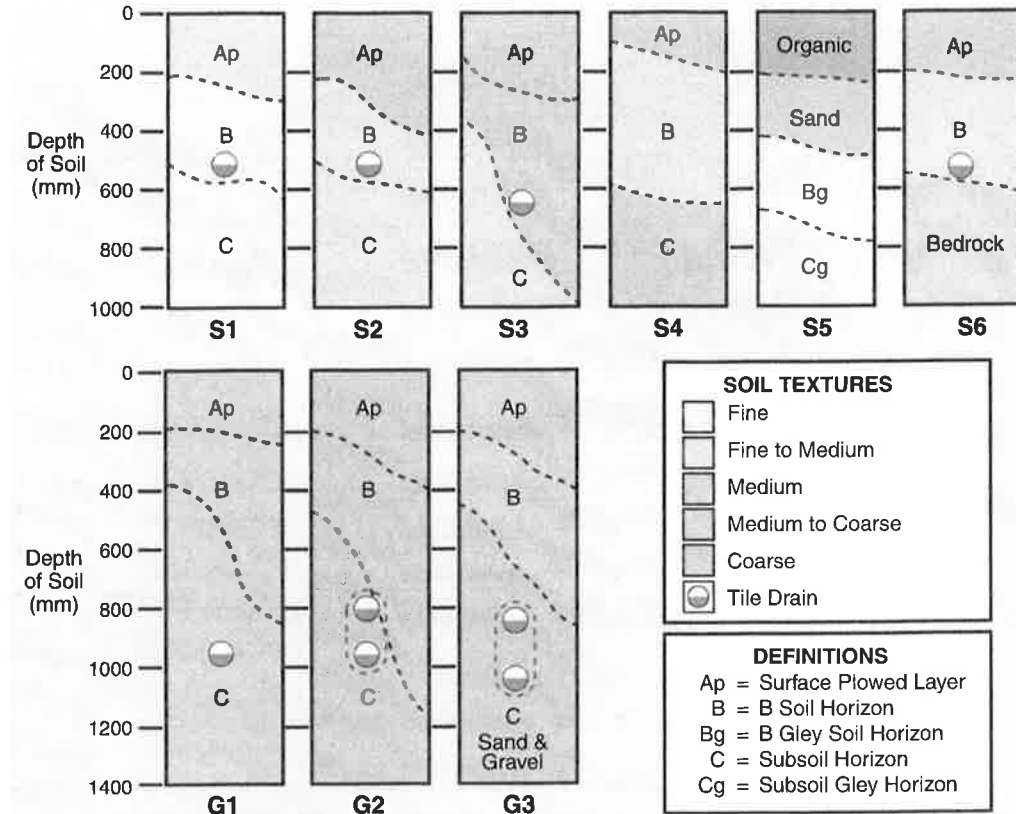 0
200
400
600
800
1000
Depth
of Soil
(mm)
Ap
B
C
S1
Ap
B
C
S2
Ap
B
C
S3
Ap
B
C
S4
Organic
Sand
Bg
Cg
S5
Ap
B
Bedrock
S6
0
200
400
600
800
1000
1200
1400
Depth
of Soil
(mm)
Ap
B
C
G1
Ap
B
C
G2
Ap
B
C
Sand &
Gravel
G3
SOIL TEXTURES
Fine
Fine to Medium
Medium
Medium to Coarse
Coarse
Tile Drain
DEFINITIONS
Ap = Surface Plowed Layer
B = B Soil Horizon
Bg = B Gley Soil Horizon
C = Subsoil Horizon
Cg = Subsoil Gley Horizon